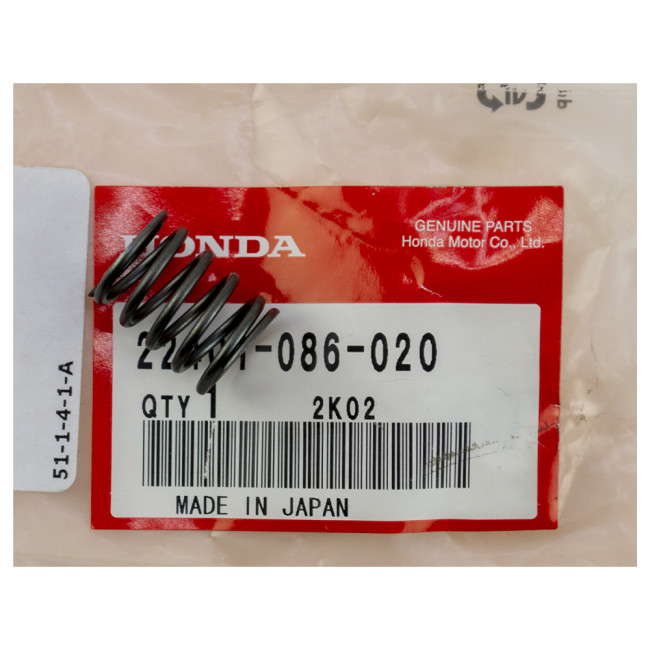 GENUINE PARTS
HONDA
Honda Motor Co., Ltd.
-086-020
QTY 1 2K02
MADE IN JAPAN
51-1-4-1-A